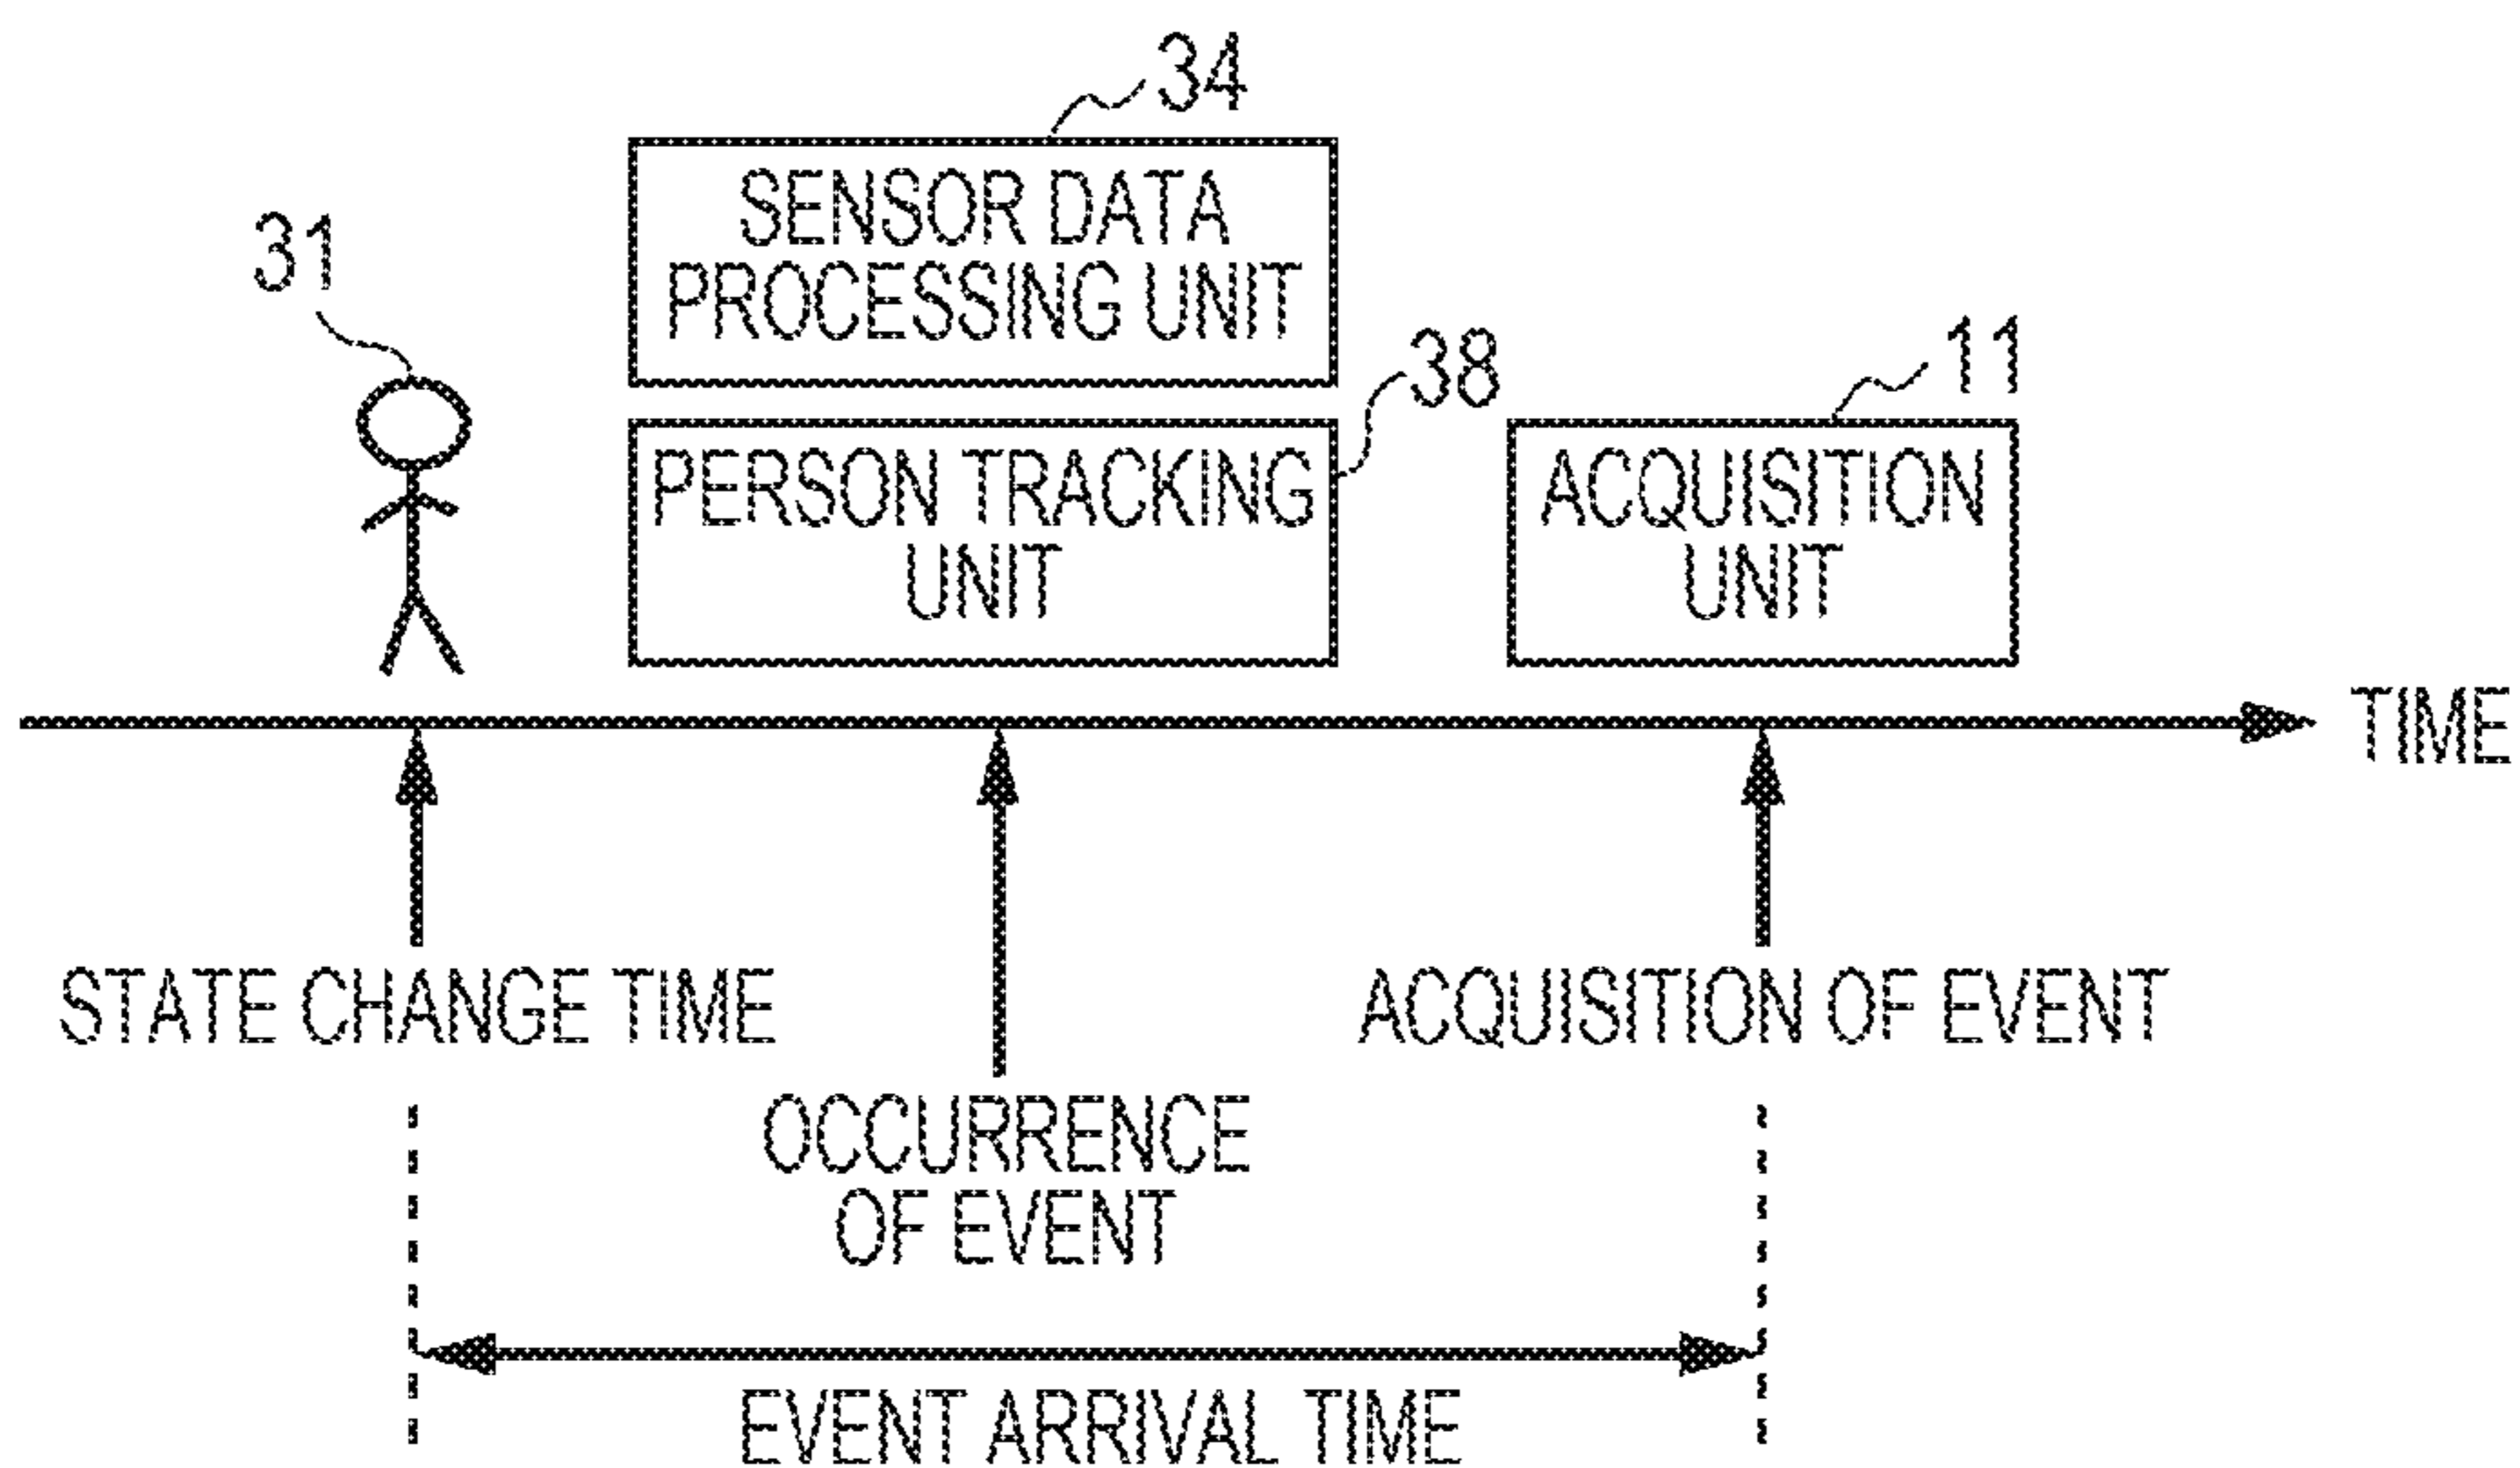 34
SENSOR DATA
PROCESSING UNIT
31
38
11
PERSON TRACKING
UNIT
ACQUISITION
UNIT
TIME
STATE CHANGE TIME
ACQUISITION OF EVENT
OCCURRENCE
OF EVENT
EVENT ARRIVAL TIME